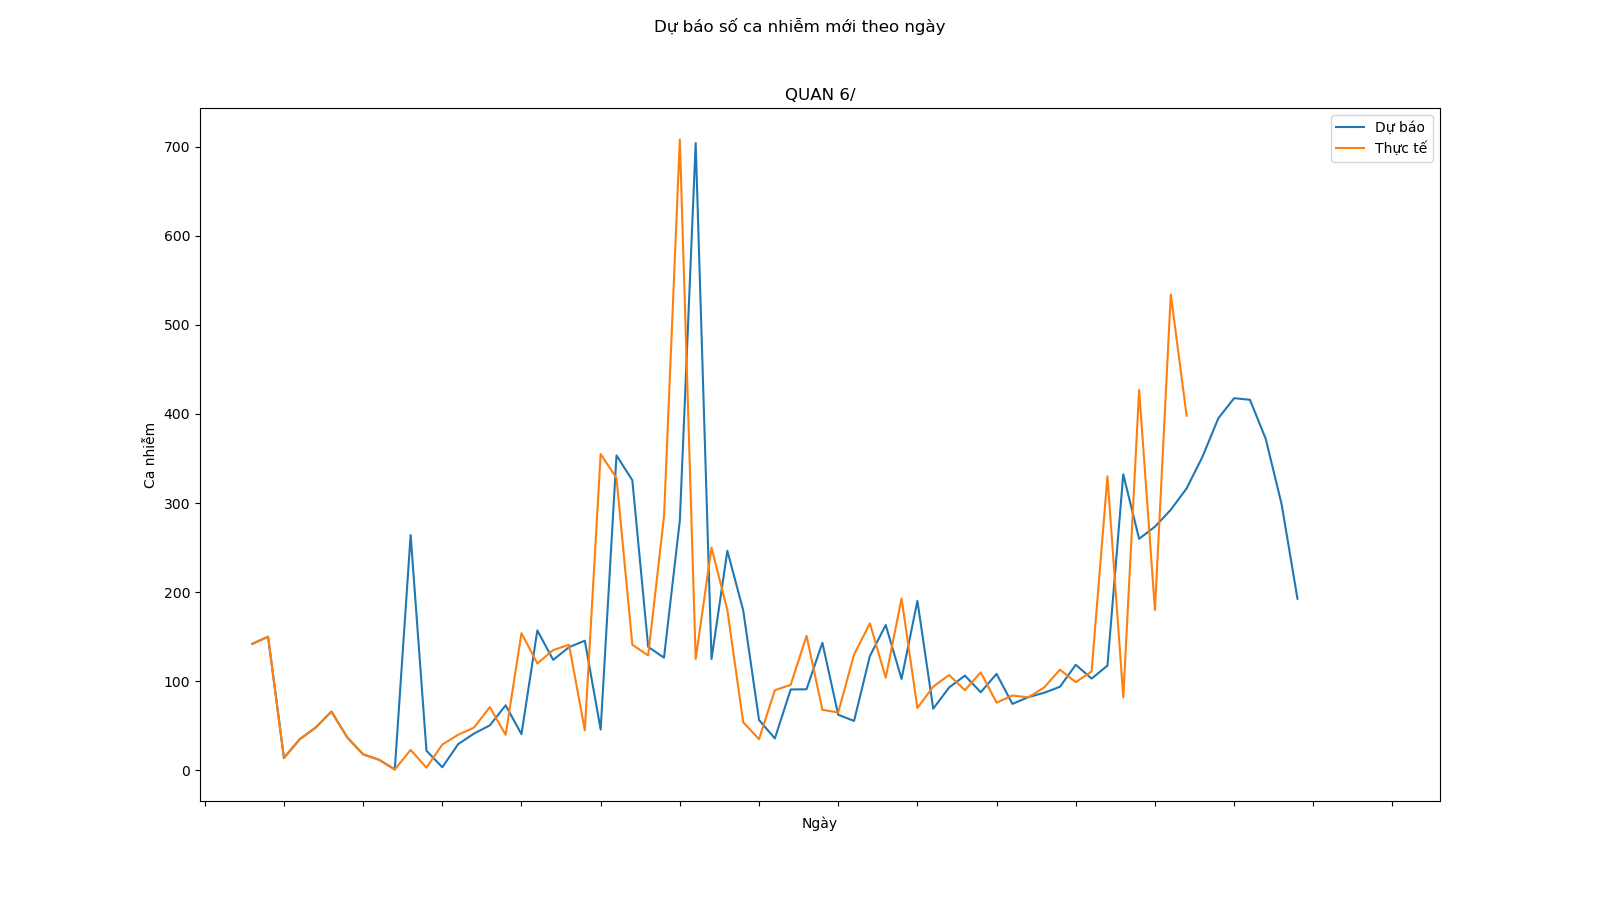 Dự báo số ca nhiễm mới theo ngày
QUAN 6/
Dự báo
Thực tế
700
600
500
400
300
200
100
0
Ca nhiễm
Ngày